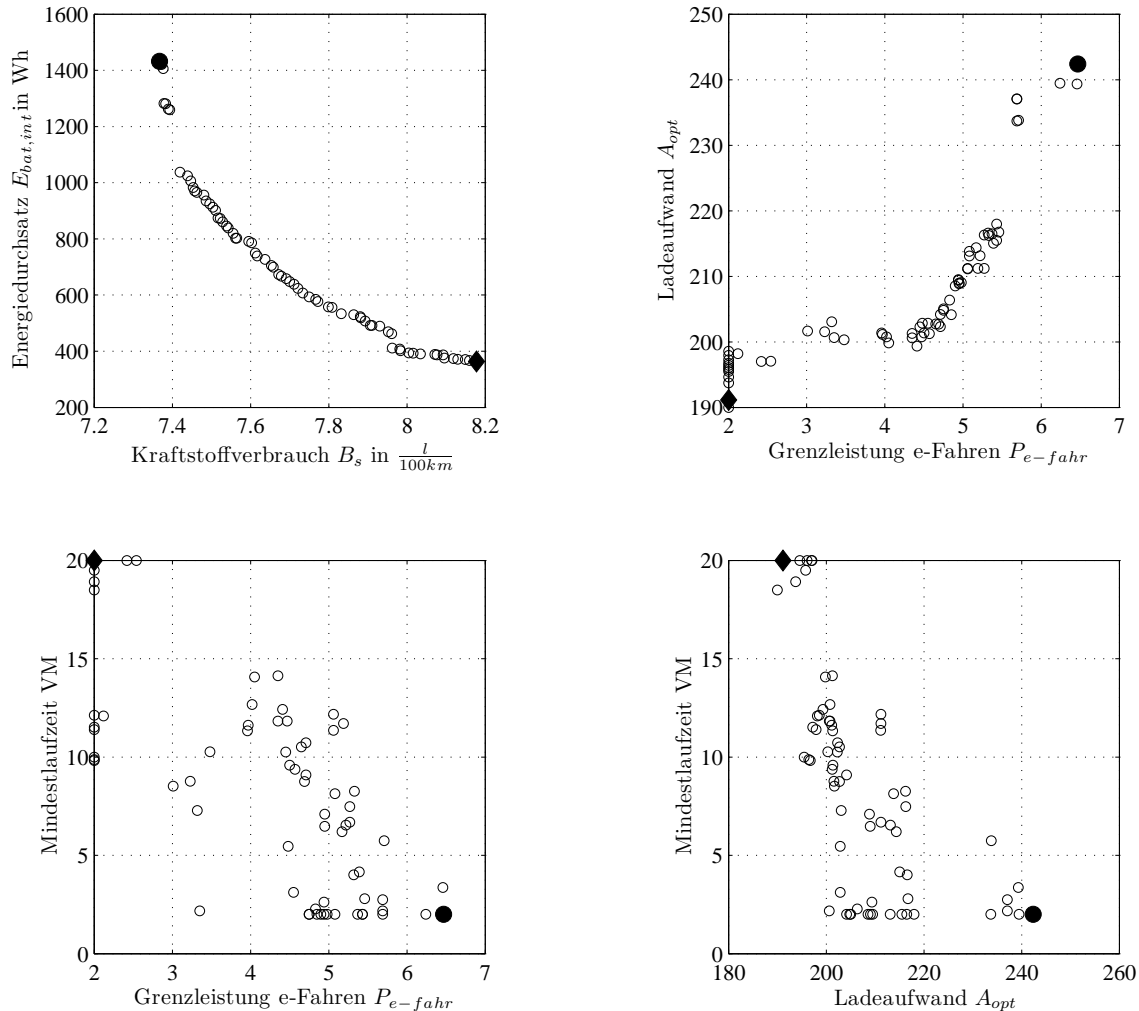 1600
1400
1200
1000
800
600
400
200
7.2 7.4 7.6 7.8 8 8.2
Energiedurchsatz E_{bat,int} in Wh
Kraftstoffverbrauch B_s in \frac{l}{100km}
250
240
230
220
210
200
190
2 3 4 5 6 7
Ladeaufwand A_{opt}
Grenzleistung e-Fahren P_{e-fahr}
20
15
10
5
0
2 3 4 5 6 7
Mindestlaufzeit VM
Grenzleistung e-Fahren P_{e-fahr}
20
15
10
5
0
180 200 220 240 260
Mindestlaufzeit VM
Ladeaufwand A_{opt}